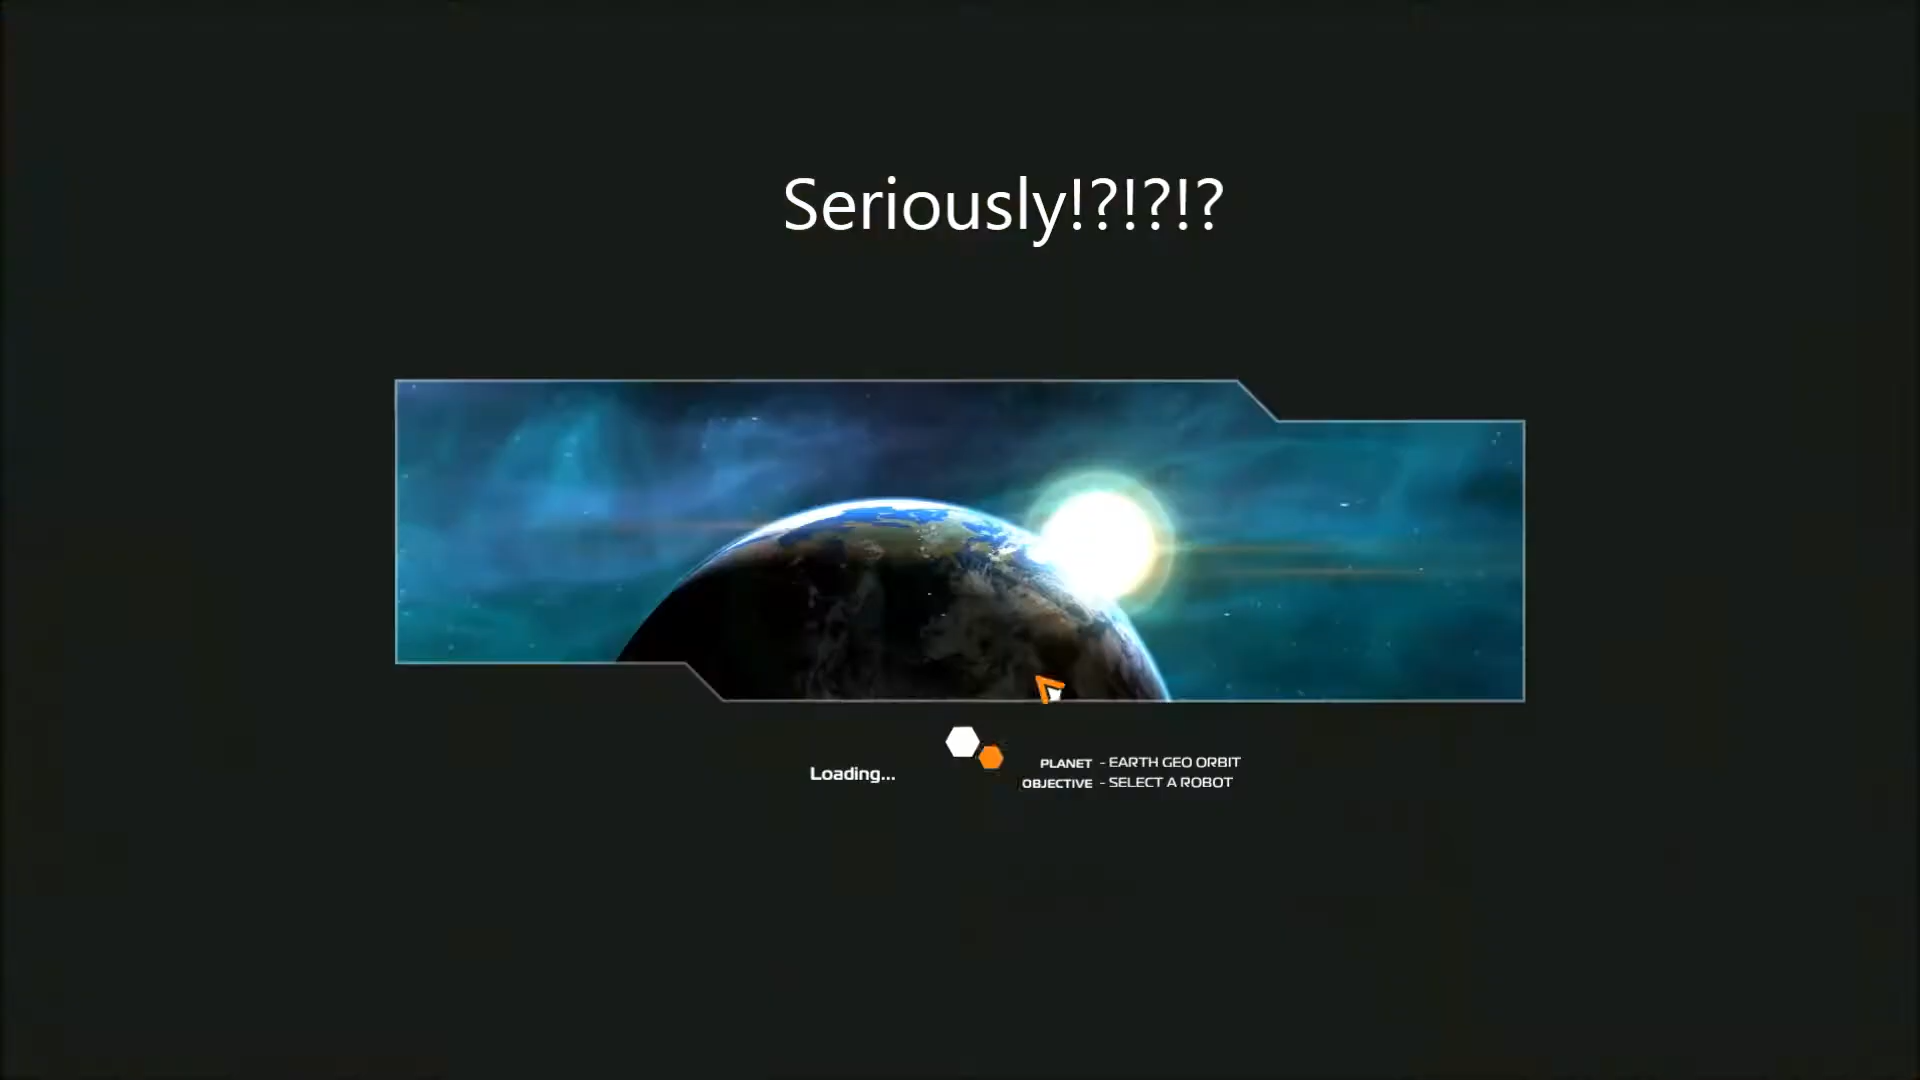 Seriously!?!?!?
Loading...
PLANET - EARTH GEO ORBIT
OBJECTIVE - SELECT A ROBOT